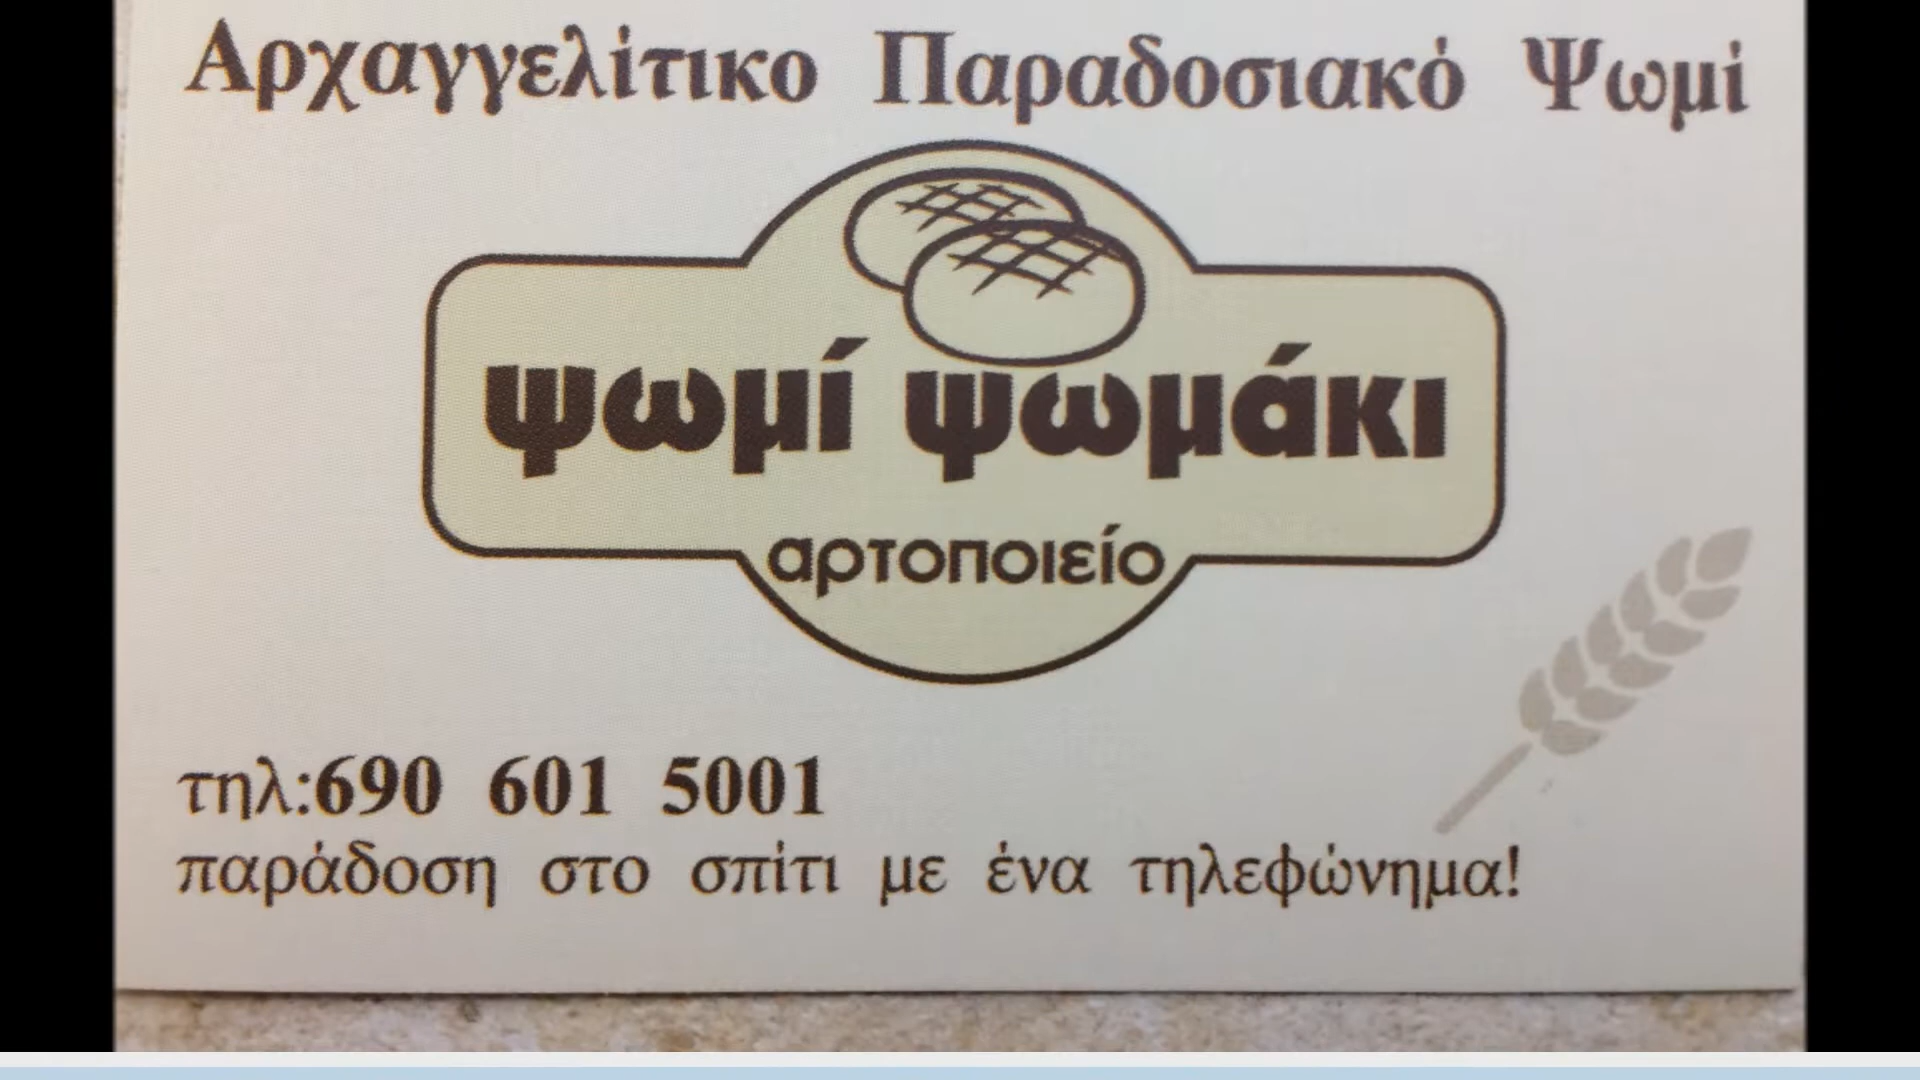 Αρχαγγελίτικο Παραδοσιακό Ψωμί
ψωμί ψωμάκι
αρτοποιείο
τηλ:690 601 5001
παράδοση στο σπίτι με ένα τηλεφώνημα!